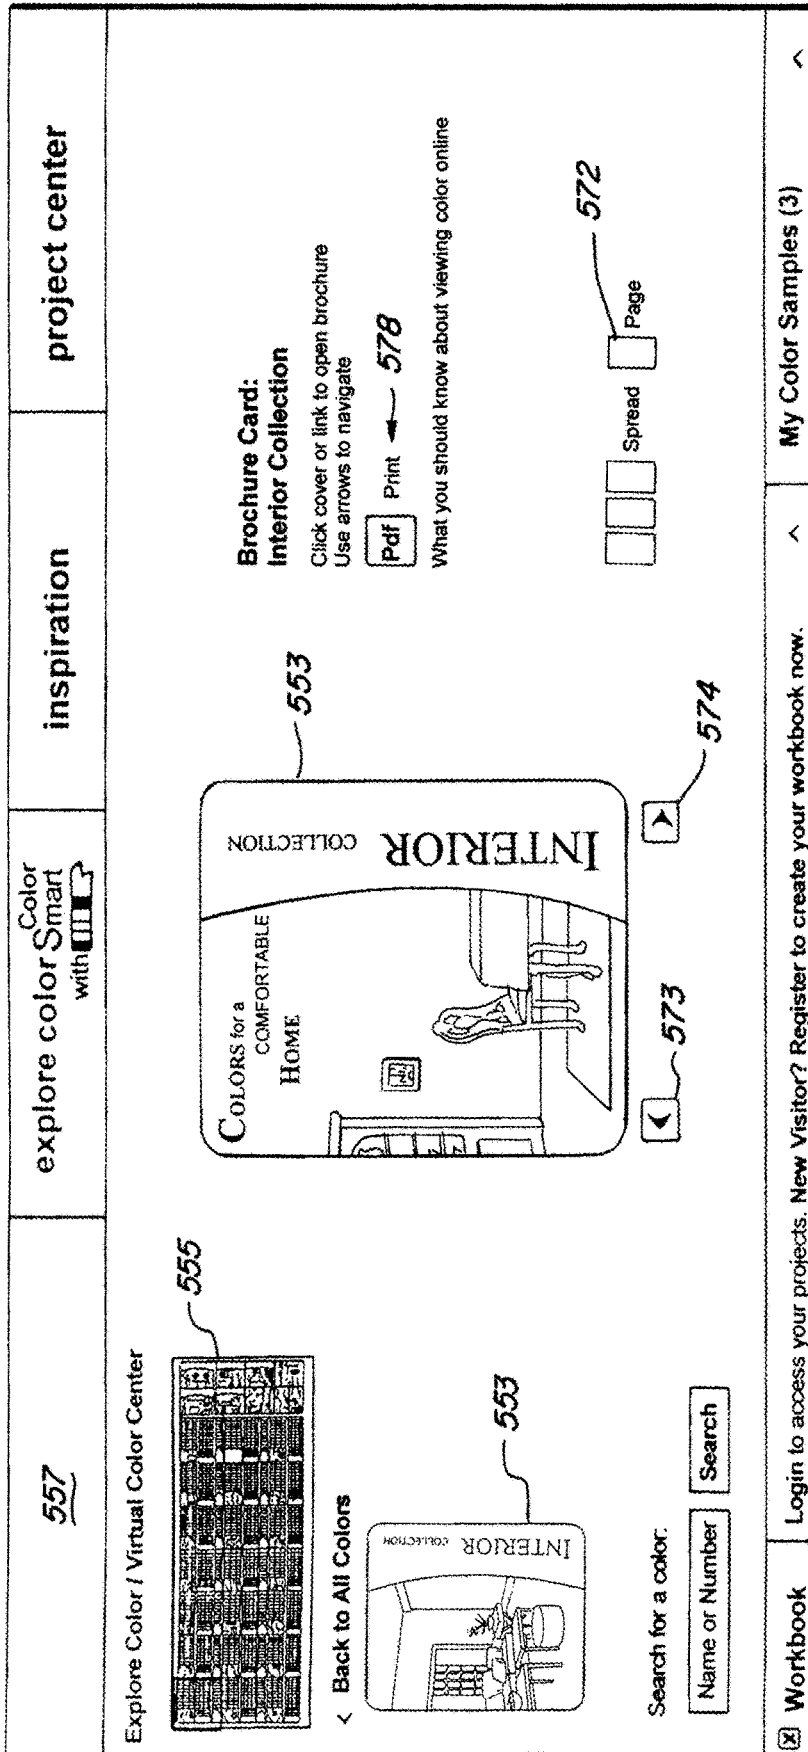 557
explore color
with
Color
Smart
inspiration
project center
Explore Color / Virtual Color Center
555
< Back to All Colors
INTERIOR
COLLECTION
553
Search for a color:
Name or Number
Search
COLORS for a
COMFORTABLE
HOME
INTERIOR
COLLECTION
553
573
574
Brochure Card:
Interior Collection
Click cover or link to open brochure
Use arrows to navigate
Pdf Print 578
What you should know about viewing color online
Spread
Page
572
x Workbook
Login to access your projects. New Visitor? Register to create your workbook now. <
My Color Samples (3) <